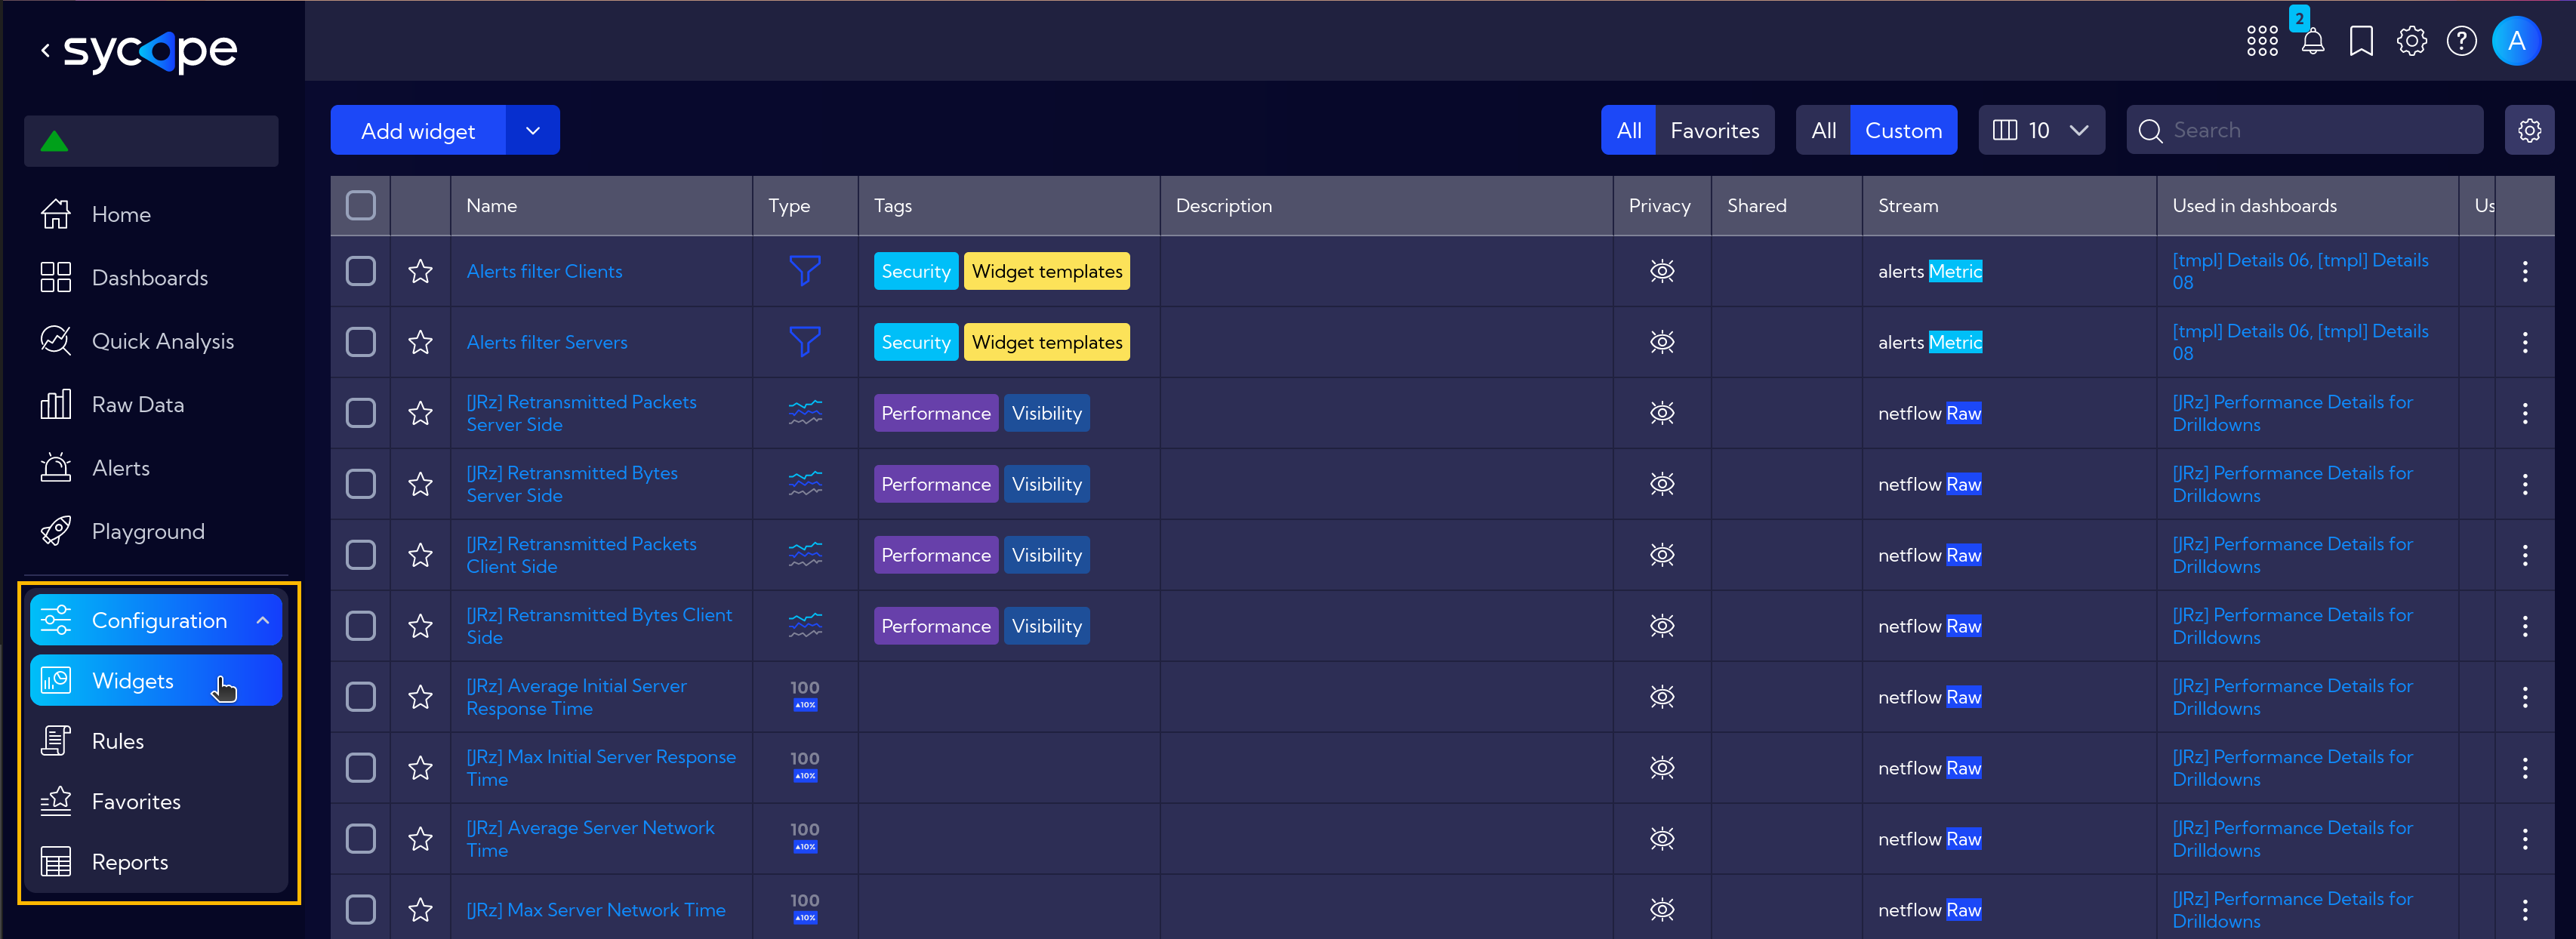 sycope
2
A
Add widget
All Favorites
All Custom
10
Search
Home
Dashboards
Quick Analysis
Raw Data
Alerts
Playground
Configuration
Widgets
Rules
Favorites
Reports
Name Type Tags Description Privacy Shared Stream Used in dashboards Us
Alerts filter Clients Security Widget templates alerts Metric [tmpl] Details 06, [tmpl] Details
08
Alerts filter Servers Security Widget templates alerts Metric [tmpl] Details 06, [tmpl] Details
08
[JRz] Retransmitted Packets
Server Side Performance Visibility netflow Raw [JRz] Performance Details for
Drilldowns
[JRz] Retransmitted Bytes
Server Side Performance Visibility netflow Raw [JRz] Performance Details for
Drilldowns
[JRz] Retransmitted Packets
Client Side Performance Visibility netflow Raw [JRz] Performance Details for
Drilldowns
[JRz] Retransmitted Bytes Client
Side Performance Visibility netflow Raw [JRz] Performance Details for
Drilldowns
[JRz] Average Initial Server
Response Time 100 ▲10% netflow Raw [JRz] Performance Details for
Drilldowns
[JRz] Max Initial Server Response
Time 100 ▲10% netflow Raw [JRz] Performance Details for
Drilldowns
[JRz] Average Server Network
Time 100 ▲10% netflow Raw [JRz] Performance Details for
Drilldowns
[JRz] Max Server Network Time 100 ▲10% netflow Raw [JRz] Performance Details for
Drilldowns